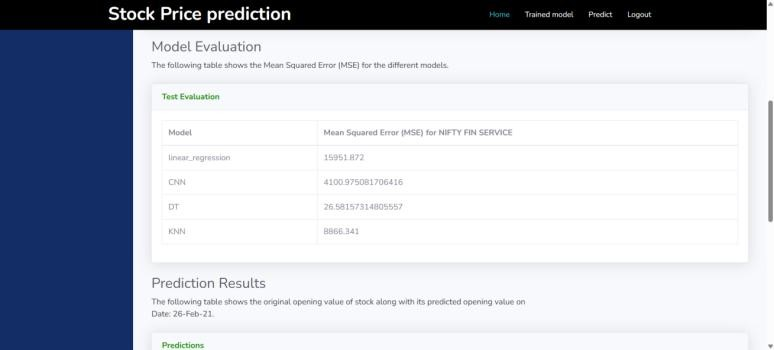 Stock Price prediction
Home Trained model Predict Logout
Model Evaluation
The following table shows the Mean Squared Error (MSE) for the different models.
Test Evaluation
Model Mean Squared Error (MSE) for NIFTY FIN SERVICE
linear_regression 15951.872
CNN 4100.975081706416
DT 26.58157314805557
KNN 8866.341
Prediction Results
The following table shows the original opening value of stock along with its predicted opening value on
Date: 26-Feb-21.
Predictions